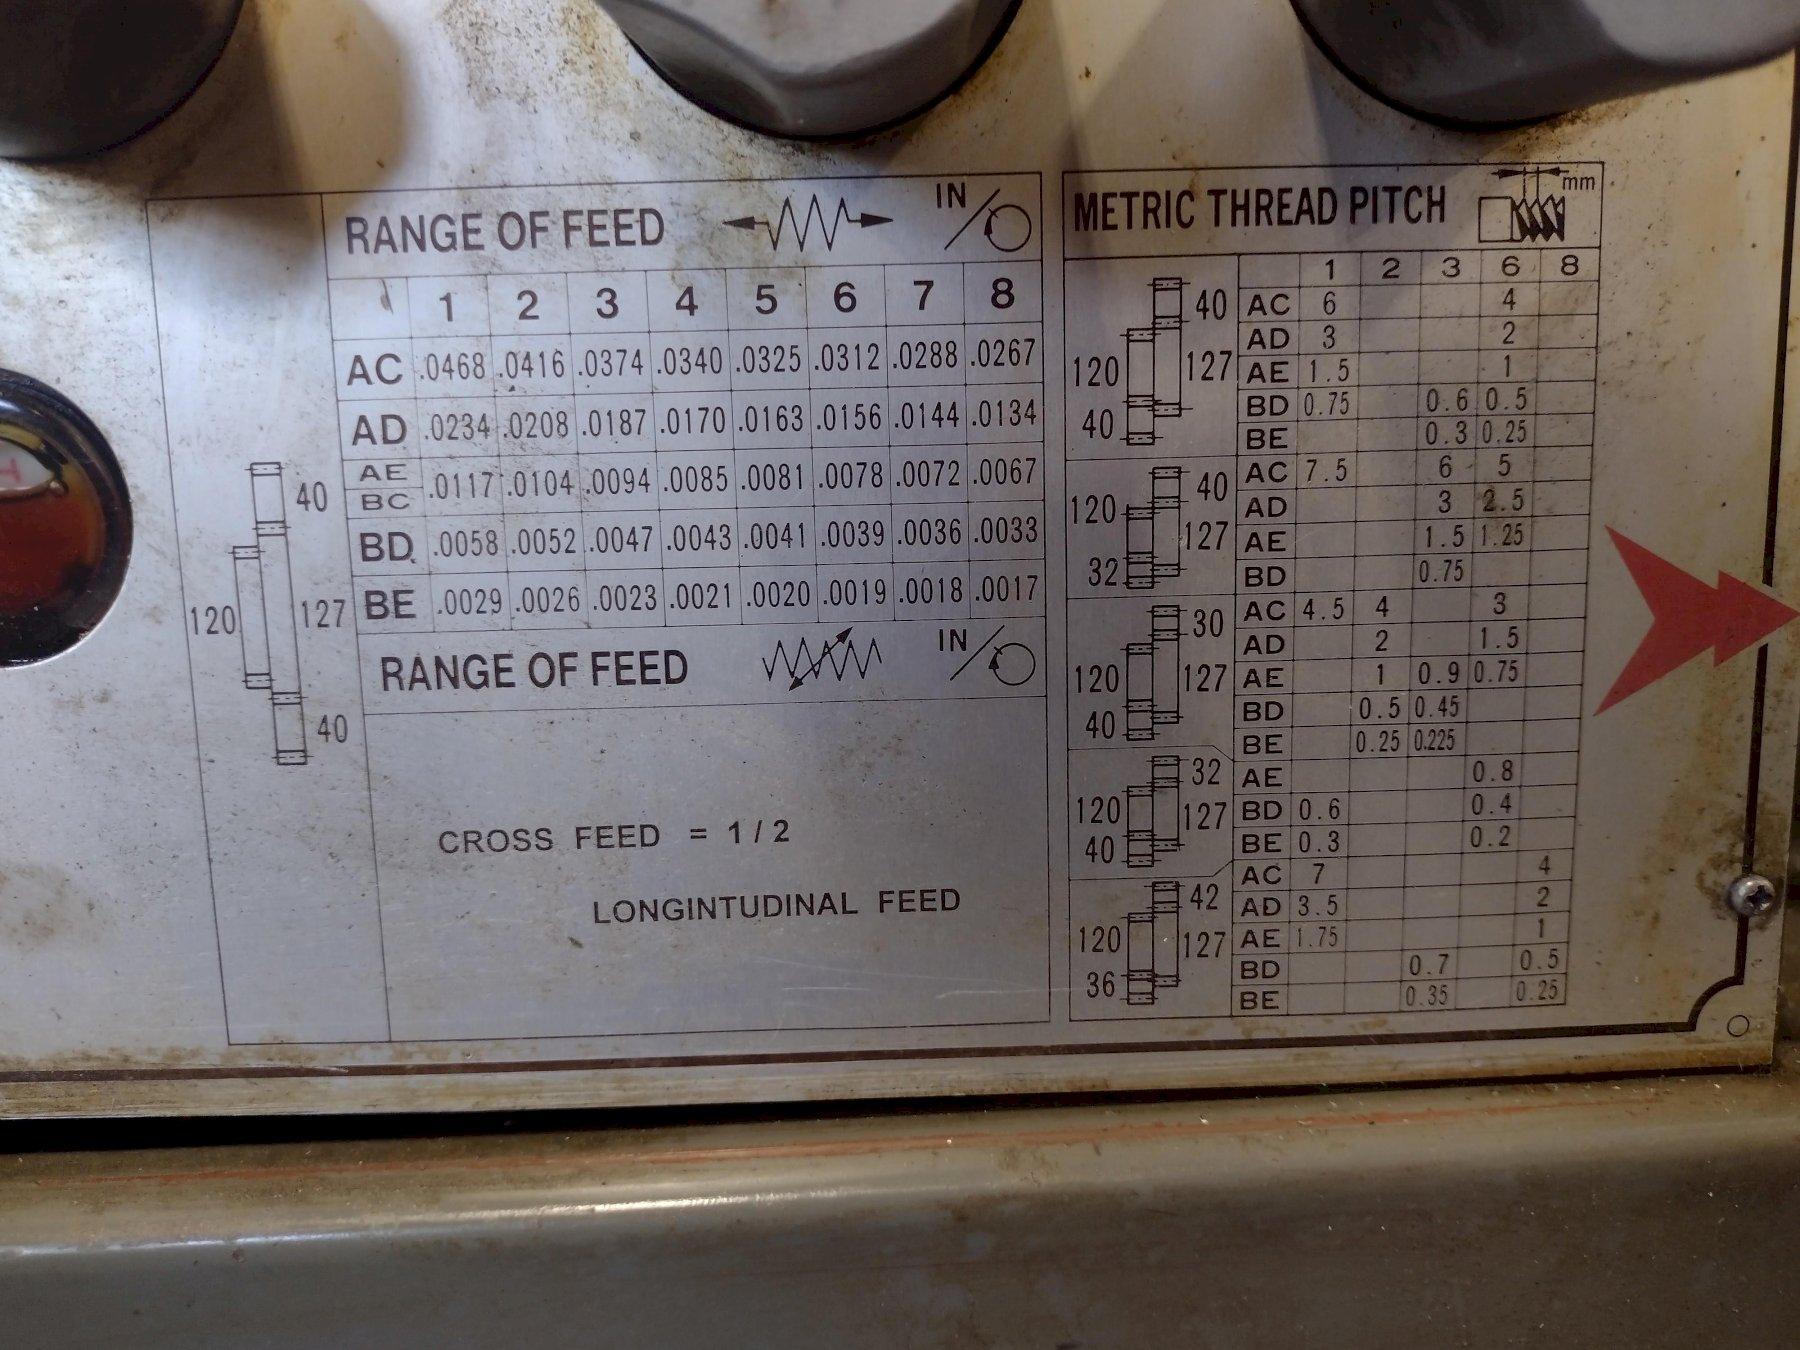 RANGE OF FEED IN
1 2 3 4 5 6 7 8
AC .0468 .0416 .0374 .0340 .0325 .0312 .0288 .0267
AD .0234 .0208 .0187 .0170 .0163 .0156 .0144 .0134
AE
BC
.0117 .0104 .0094 .0085 .0081 .0078 .0072 .0067
BD .0058 .0052 .0047 .0043 .0041 .0039 .0036 .0033
BE .0029 .0026 .0023 .0021 .0020 .0019 .0018 .0017
40
120 127
40
RANGE OF FEED IN
CROSS FEED = 1/2
LONGINTUDINAL FEED
METRIC THREAD PITCH mm
1 2 3 6 8
40
120 127
40
AC 6 4
AD 3 2
AE 1.5 1
BD 0.75 0.6 0.5
BE 0.3 0.25
40
120 127
32
AC 7.5 6 5
AD 3 2.5
AE 1.5 1.25
BD 0.75
30
120 127
40
AC 4.5 4 3
AD 2 1.5
AE 1 0.9 0.75
BD 0.5 0.45
BE 0.25 0.225
32
120 127
40
AE 0.8
BD 0.6 0.4
BE 0.3 0.2
42
120 127
36
AC 7 4
AD 3.5 2
AE 1.75 1
BD 0.7 0.5
BE 0.35 0.25